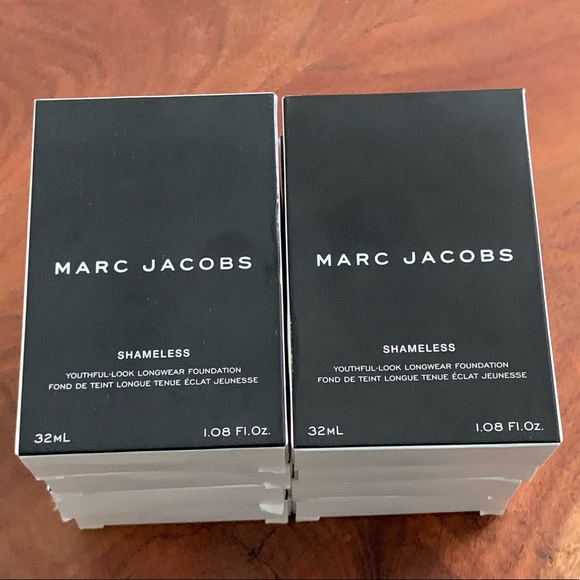 MARC JACOBS
SHAMELESS
YOUTHFUL-LOOK LONGWEAR FOUNDATION
FOND DE TEINT LONGUE TENUE ÉCLAT JEUNESSE
32mL 1.08 Fl.Oz.
MARC JACOBS
SHAMELESS
YOUTHFUL-LOOK LONGWEAR FOUNDATION
FOND DE TEINT LONGUE TENUE ÉCLAT JEUNESSE
32mL 1.08 Fl.Oz.